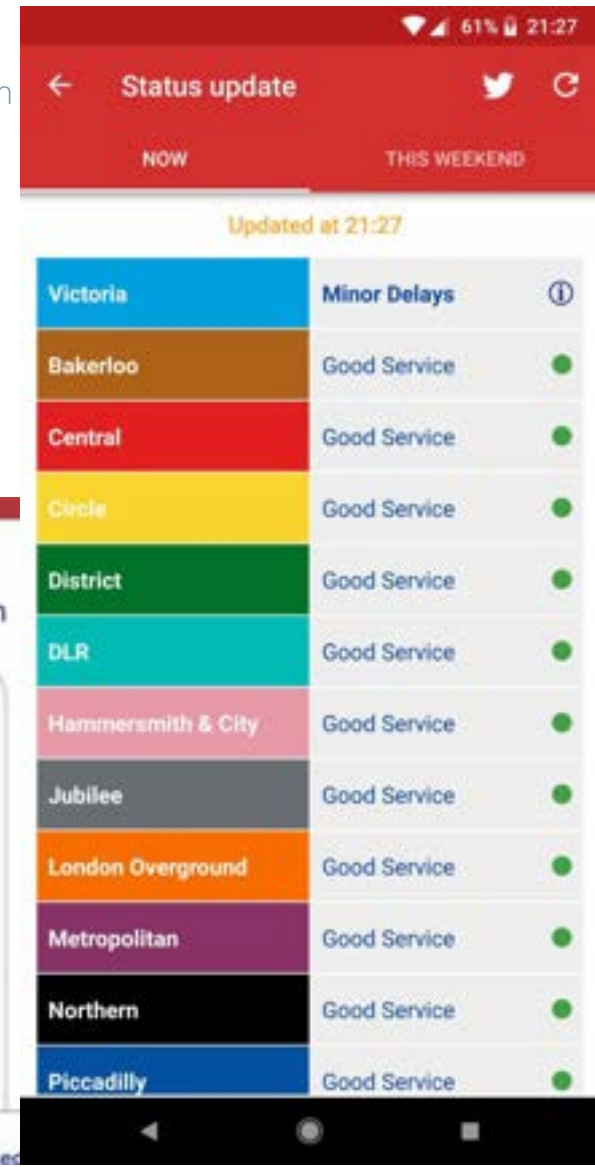 61% 21:27
Status update
NOW THIS WEEKEND
Updated at 21:27
Victoria Minor Delays
Bakerloo Good Service
Central Good Service
Circle Good Service
District Good Service
DLR Good Service
Hammersmith & City Good Service
Jubilee Good Service
London Overground Good Service
Metropolitan Good Service
Northern Good Service
Piccadilly Good Service